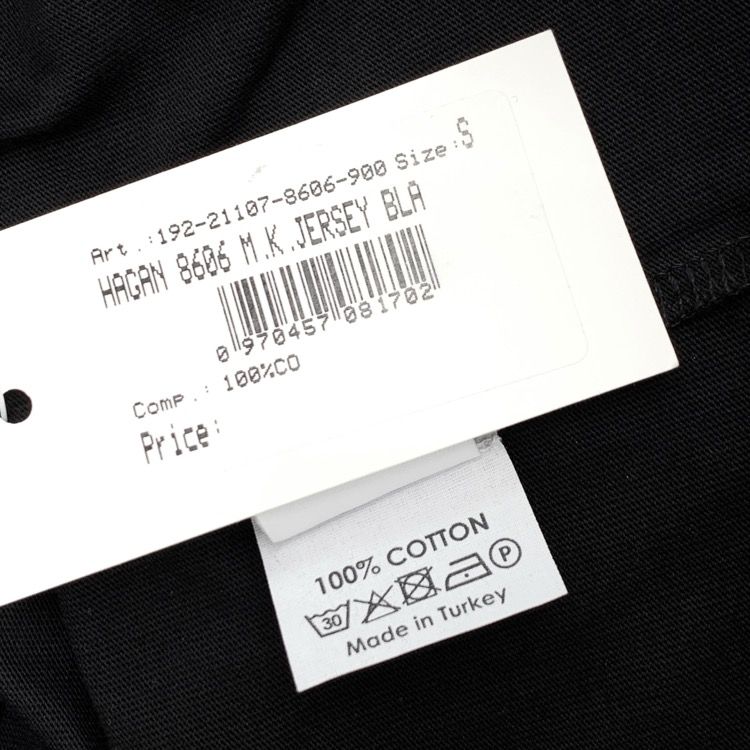 Art.:192-21107-8606-900 Size:S
HAGAN 8606 M.K.JERSEY BLA
0 970457 081702
Comp.: 100%CO
Price:
100% COTTON
30 P
Made in Turkey